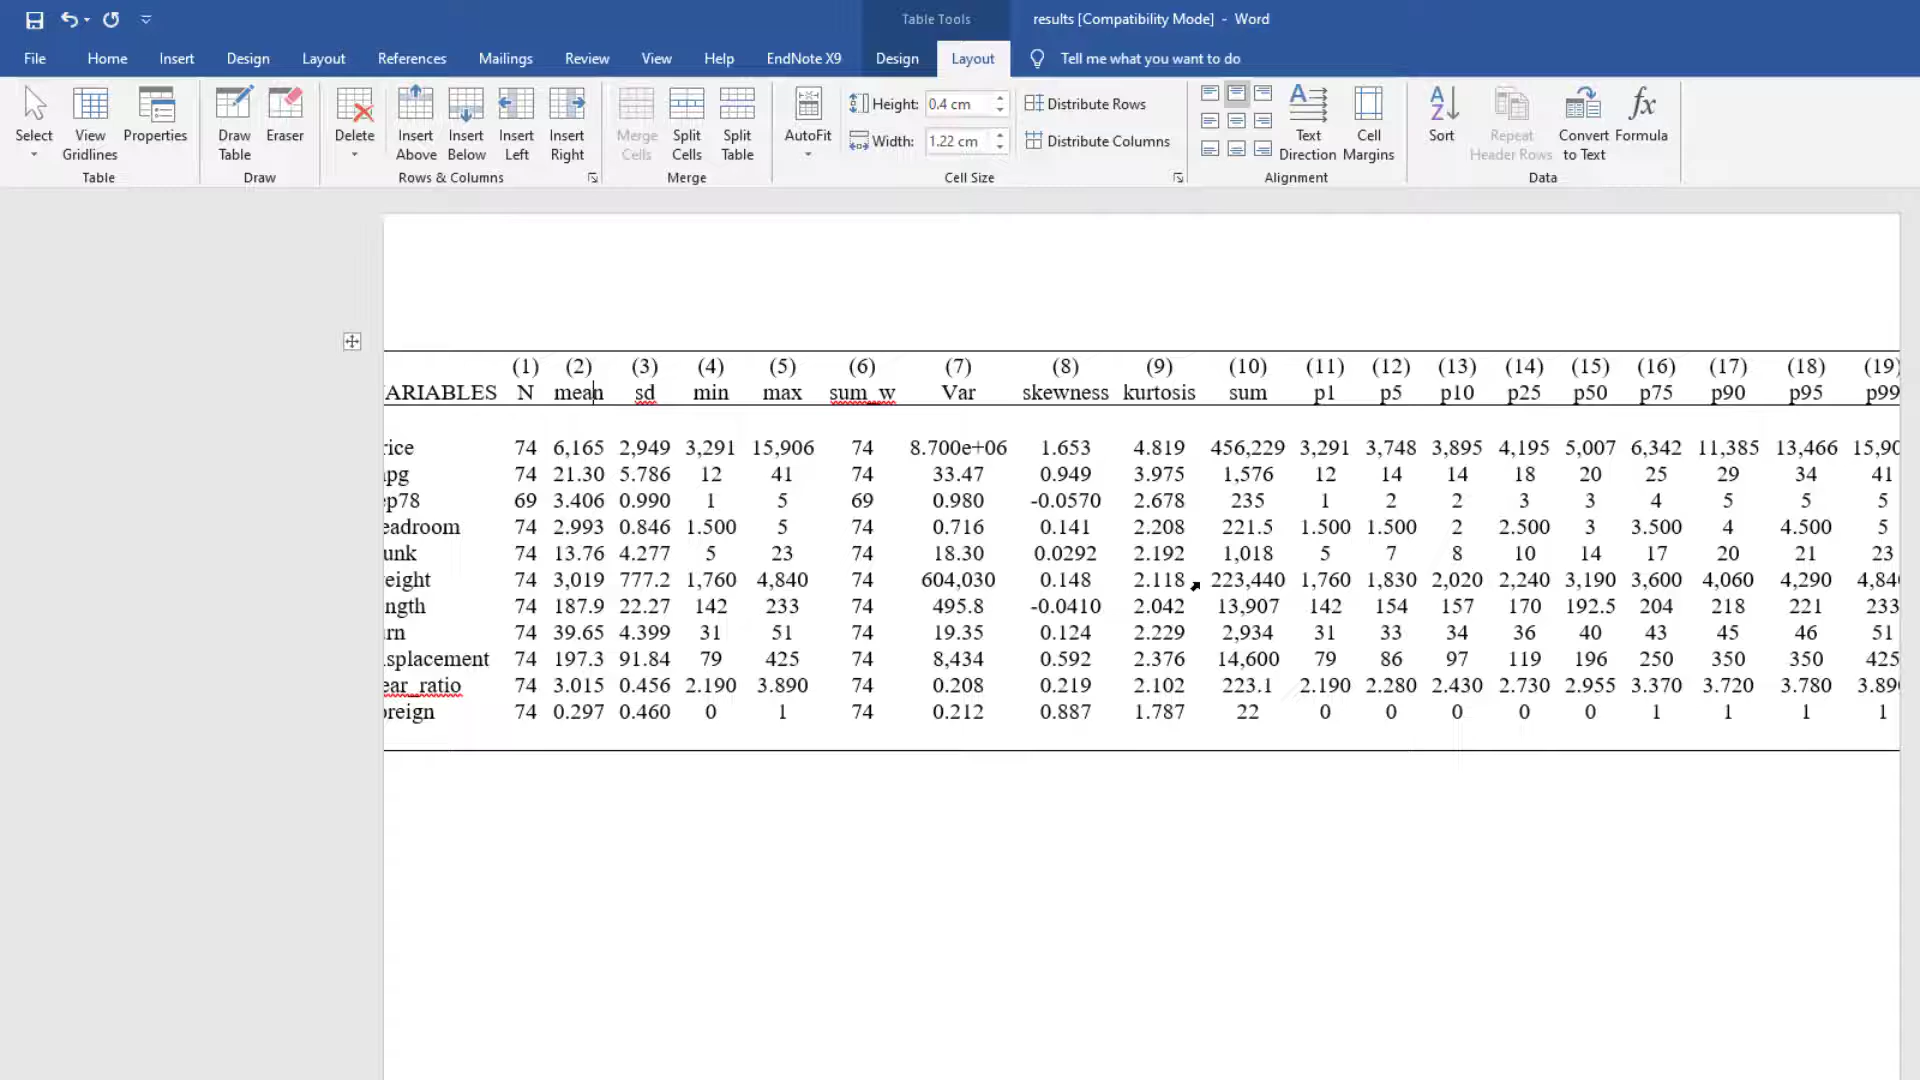 Table Tools results [Compatibility Mode] - Word
File Home Insert Design Layout References Mailings Review View Help EndNote X9 Design Layout Tell me what you want to do
Select View Gridlines Properties Draw Table Eraser Delete Insert Above Insert Below Insert Left Insert Right Merge Cells Split Cells Split Table AutoFit Height: 0.4 cm Width: 1.22 cm Distribute Rows Distribute Columns Text Direction Cell Margins Sort Repeat Header Rows Convert to Text Formula
Table Draw Rows & Columns Merge Cell Size Alignment Data
(1) (2) (3) (4) (5) (6) (7) (8) (9) (10) (11) (12) (13) (14) (15) (16) (17) (18) (19)
ARIABLES N mean sd min max sum_w Var skewness kurtosis sum p1 p5 p10 p25 p50 p75 p90 p95 p99
rice 74 6,165 2,949 3,291 15,906 74 8.700e+06 1.653 4.819 456,229 3,291 3,748 3,895 4,195 5,007 6,342 11,385 13,466 15,90
pg 74 21.30 5.786 12 41 74 33.47 0.949 3.975 1,576 12 14 14 18 20 25 29 34 41
ep78 69 3.406 0.990 1 5 69 0.980 -0.0570 2.678 235 1 2 2 3 3 4 5 5 5
eadroom 74 2.993 0.846 1.500 5 74 0.716 0.141 2.208 221.5 1.500 1.500 2 2.500 3 3.500 4 4.500 5
unk 74 13.76 4.277 5 23 74 18.30 0.0292 2.192 1,018 5 7 8 10 14 17 20 21 23
eight 74 3,019 777.2 1,760 4,840 74 604,030 0.148 2.118 223,440 1,760 1,830 2,020 2,240 3,190 3,600 4,060 4,290 4,84
ngth 74 187.9 22.27 142 233 74 495.8 -0.0410 2.042 13,907 142 154 157 170 192.5 204 218 221 233
rn 74 39.65 4.399 31 51 74 19.35 0.124 2.229 2,934 31 33 34 36 40 43 45 46 51
splacement 74 197.3 91.84 79 425 74 8,434 0.592 2.376 14,600 79 86 97 119 196 250 350 350 425
ear_ratio 74 3.015 0.456 2.190 3.890 74 0.208 0.219 2.102 223.1 2.190 2.280 2.430 2.730 2.955 3.370 3.720 3.780 3.89
oreign 74 0.297 0.460 0 1 74 0.212 0.887 1.787 22 0 0 0 0 0 1 1 1 1